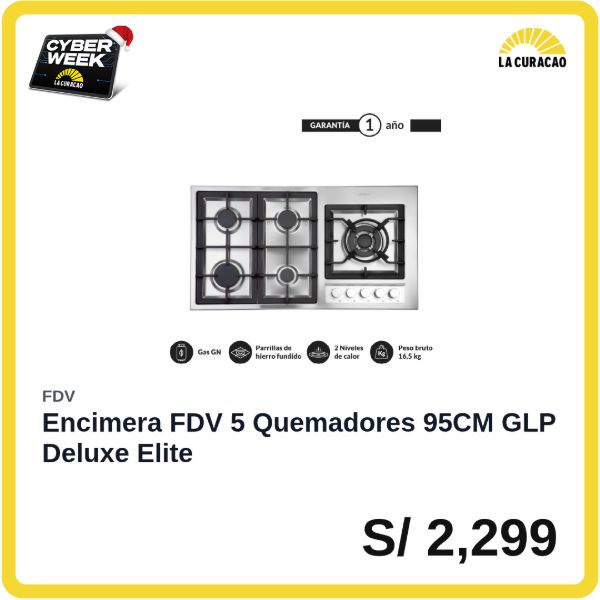 CYBER
WEEK
LA CURACAO
LA CURACAO
GARANTÍA 1 año
Gas GN
Parrillas de
hierro fundido
2 Niveles
de calor
Kg
Peso bruto
16,5 kg
FDV
Encimera FDV 5 Quemadores 95CM GLP
Deluxe Elite
S/ 2,299